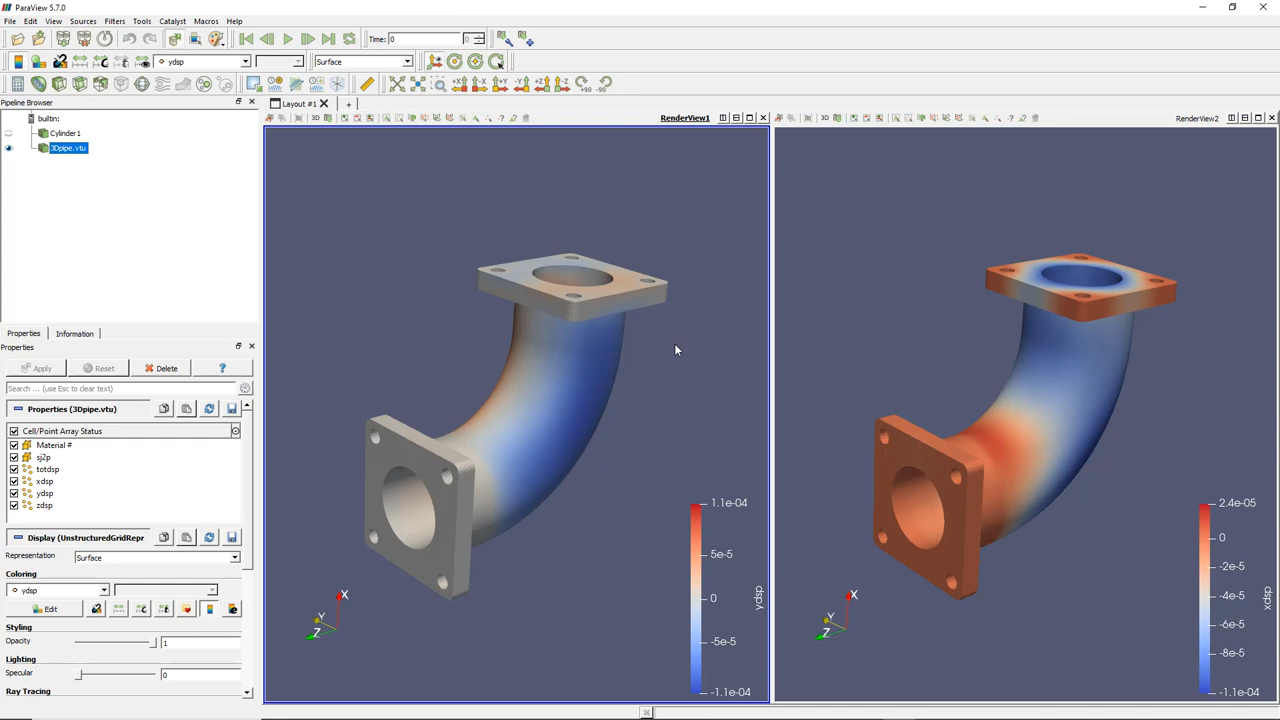 ParaView 5.7.0
File Edit View Sources Filters Tools Catalyst Macros Help
Time: 0 0
ydsp Surface
+X -X +Y -Y +Z -Z +90 -90
Pipeline Browser
Layout #1
builtin:
Cylinder1
3Dpipe.vtu
3D RenderView1
3D RenderView2
Properties Information
Properties
Apply Reset Delete ?
Search ... (use Esc to clear text)
Properties (3Dpipe.vtu)
Cell/Point Array Status
Material #
sj2p
totdsp
xdsp
ydsp
zdsp
Display (UnstructuredGridRepr
Representation Surface
Coloring
ydsp
Edit
Styling
Opacity 1
Lighting
Specular 0
Ray Tracing
X
Y
Z
1.1e-04
5e-5
0
-5e-5
-1.1e-04
ydsp
X
Y
Z
2.4e-05
0
-2e-5
-4e-5
-6e-5
-8e-5
-1.1e-04
xdsp